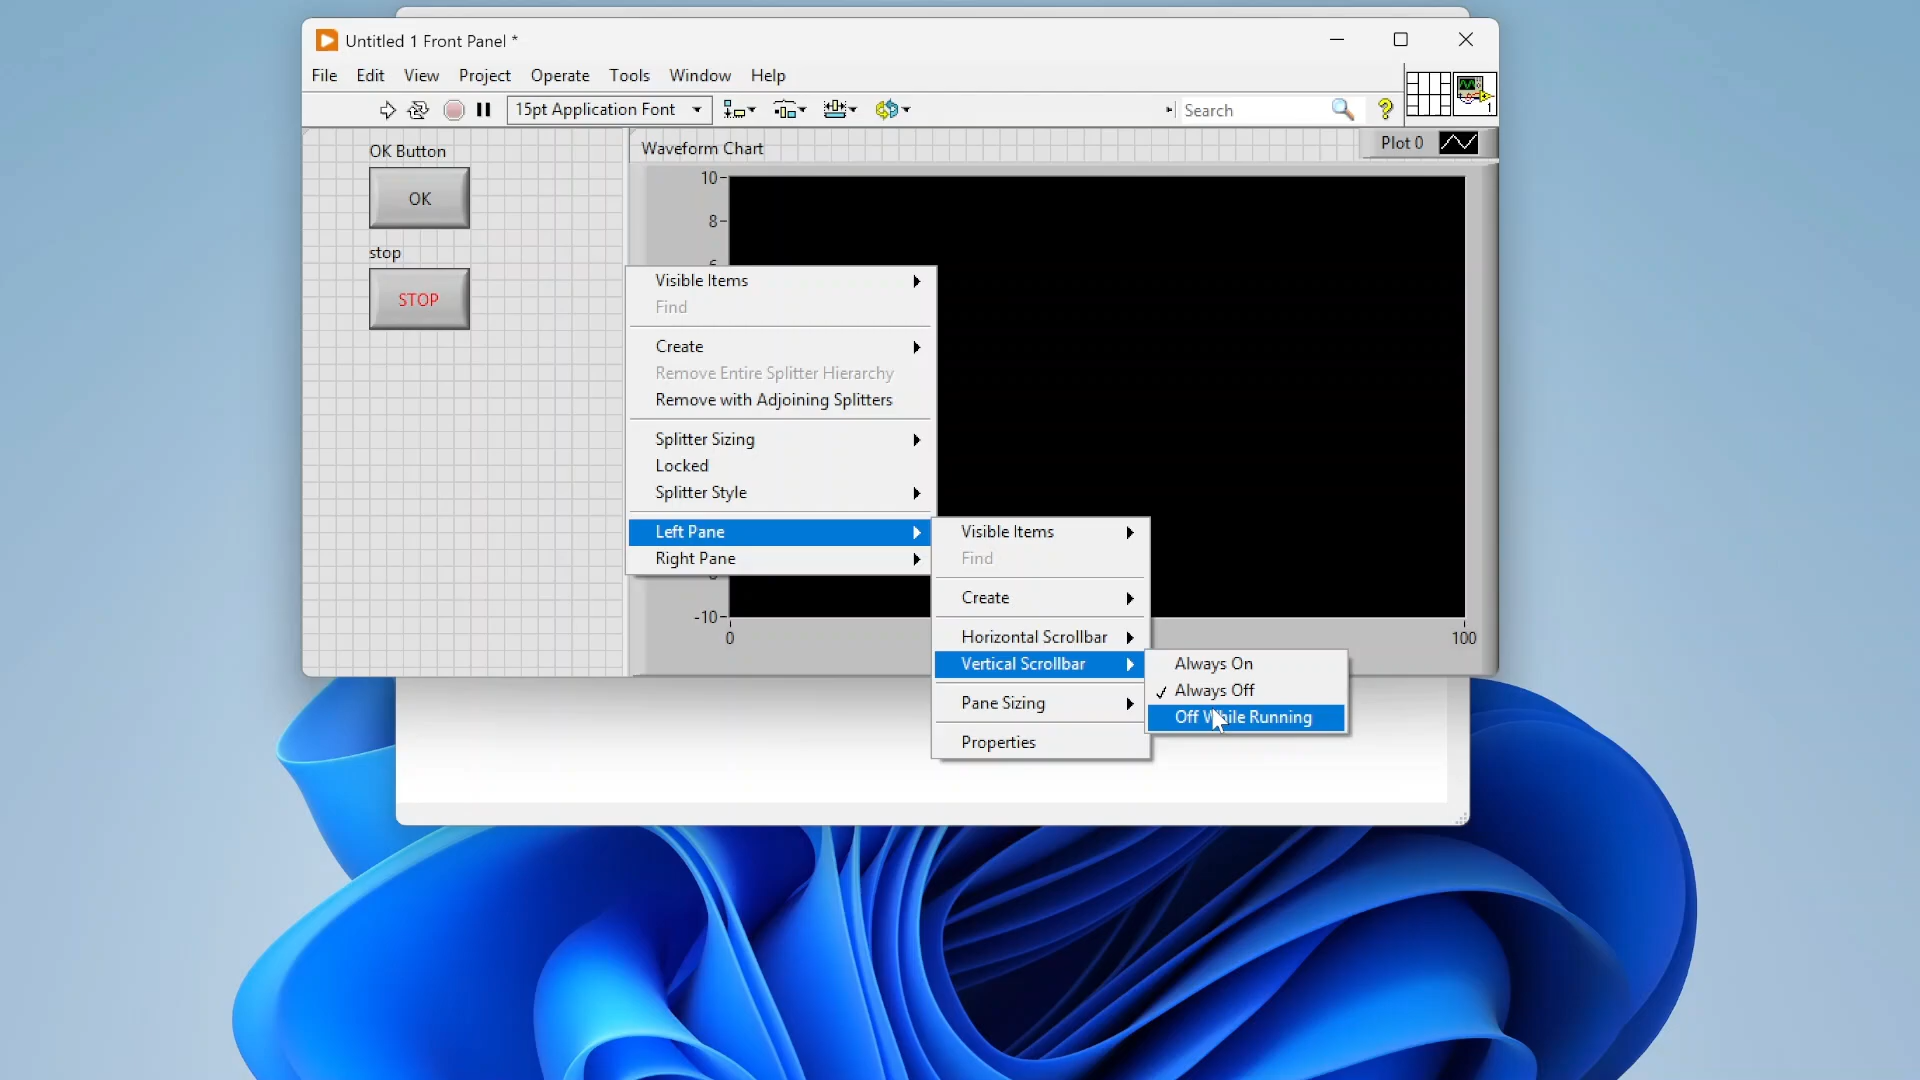 Untitled 1 Front Panel *
File Edit View Project Operate Tools Window Help
15pt Application Font
Search
?
1
OK Button
OK
stop
STOP
Waveform Chart
Plot 0
10
8
-10
0
100
Visible Items
Find
Create
Remove Entire Splitter Hierarchy
Remove with Adjoining Splitters
Splitter Sizing
Locked
Splitter Style
Left Pane
Right Pane
Visible Items
Find
Create
Horizontal Scrollbar
Vertical Scrollbar
Pane Sizing
Properties
Always On
Always Off
Off While Running